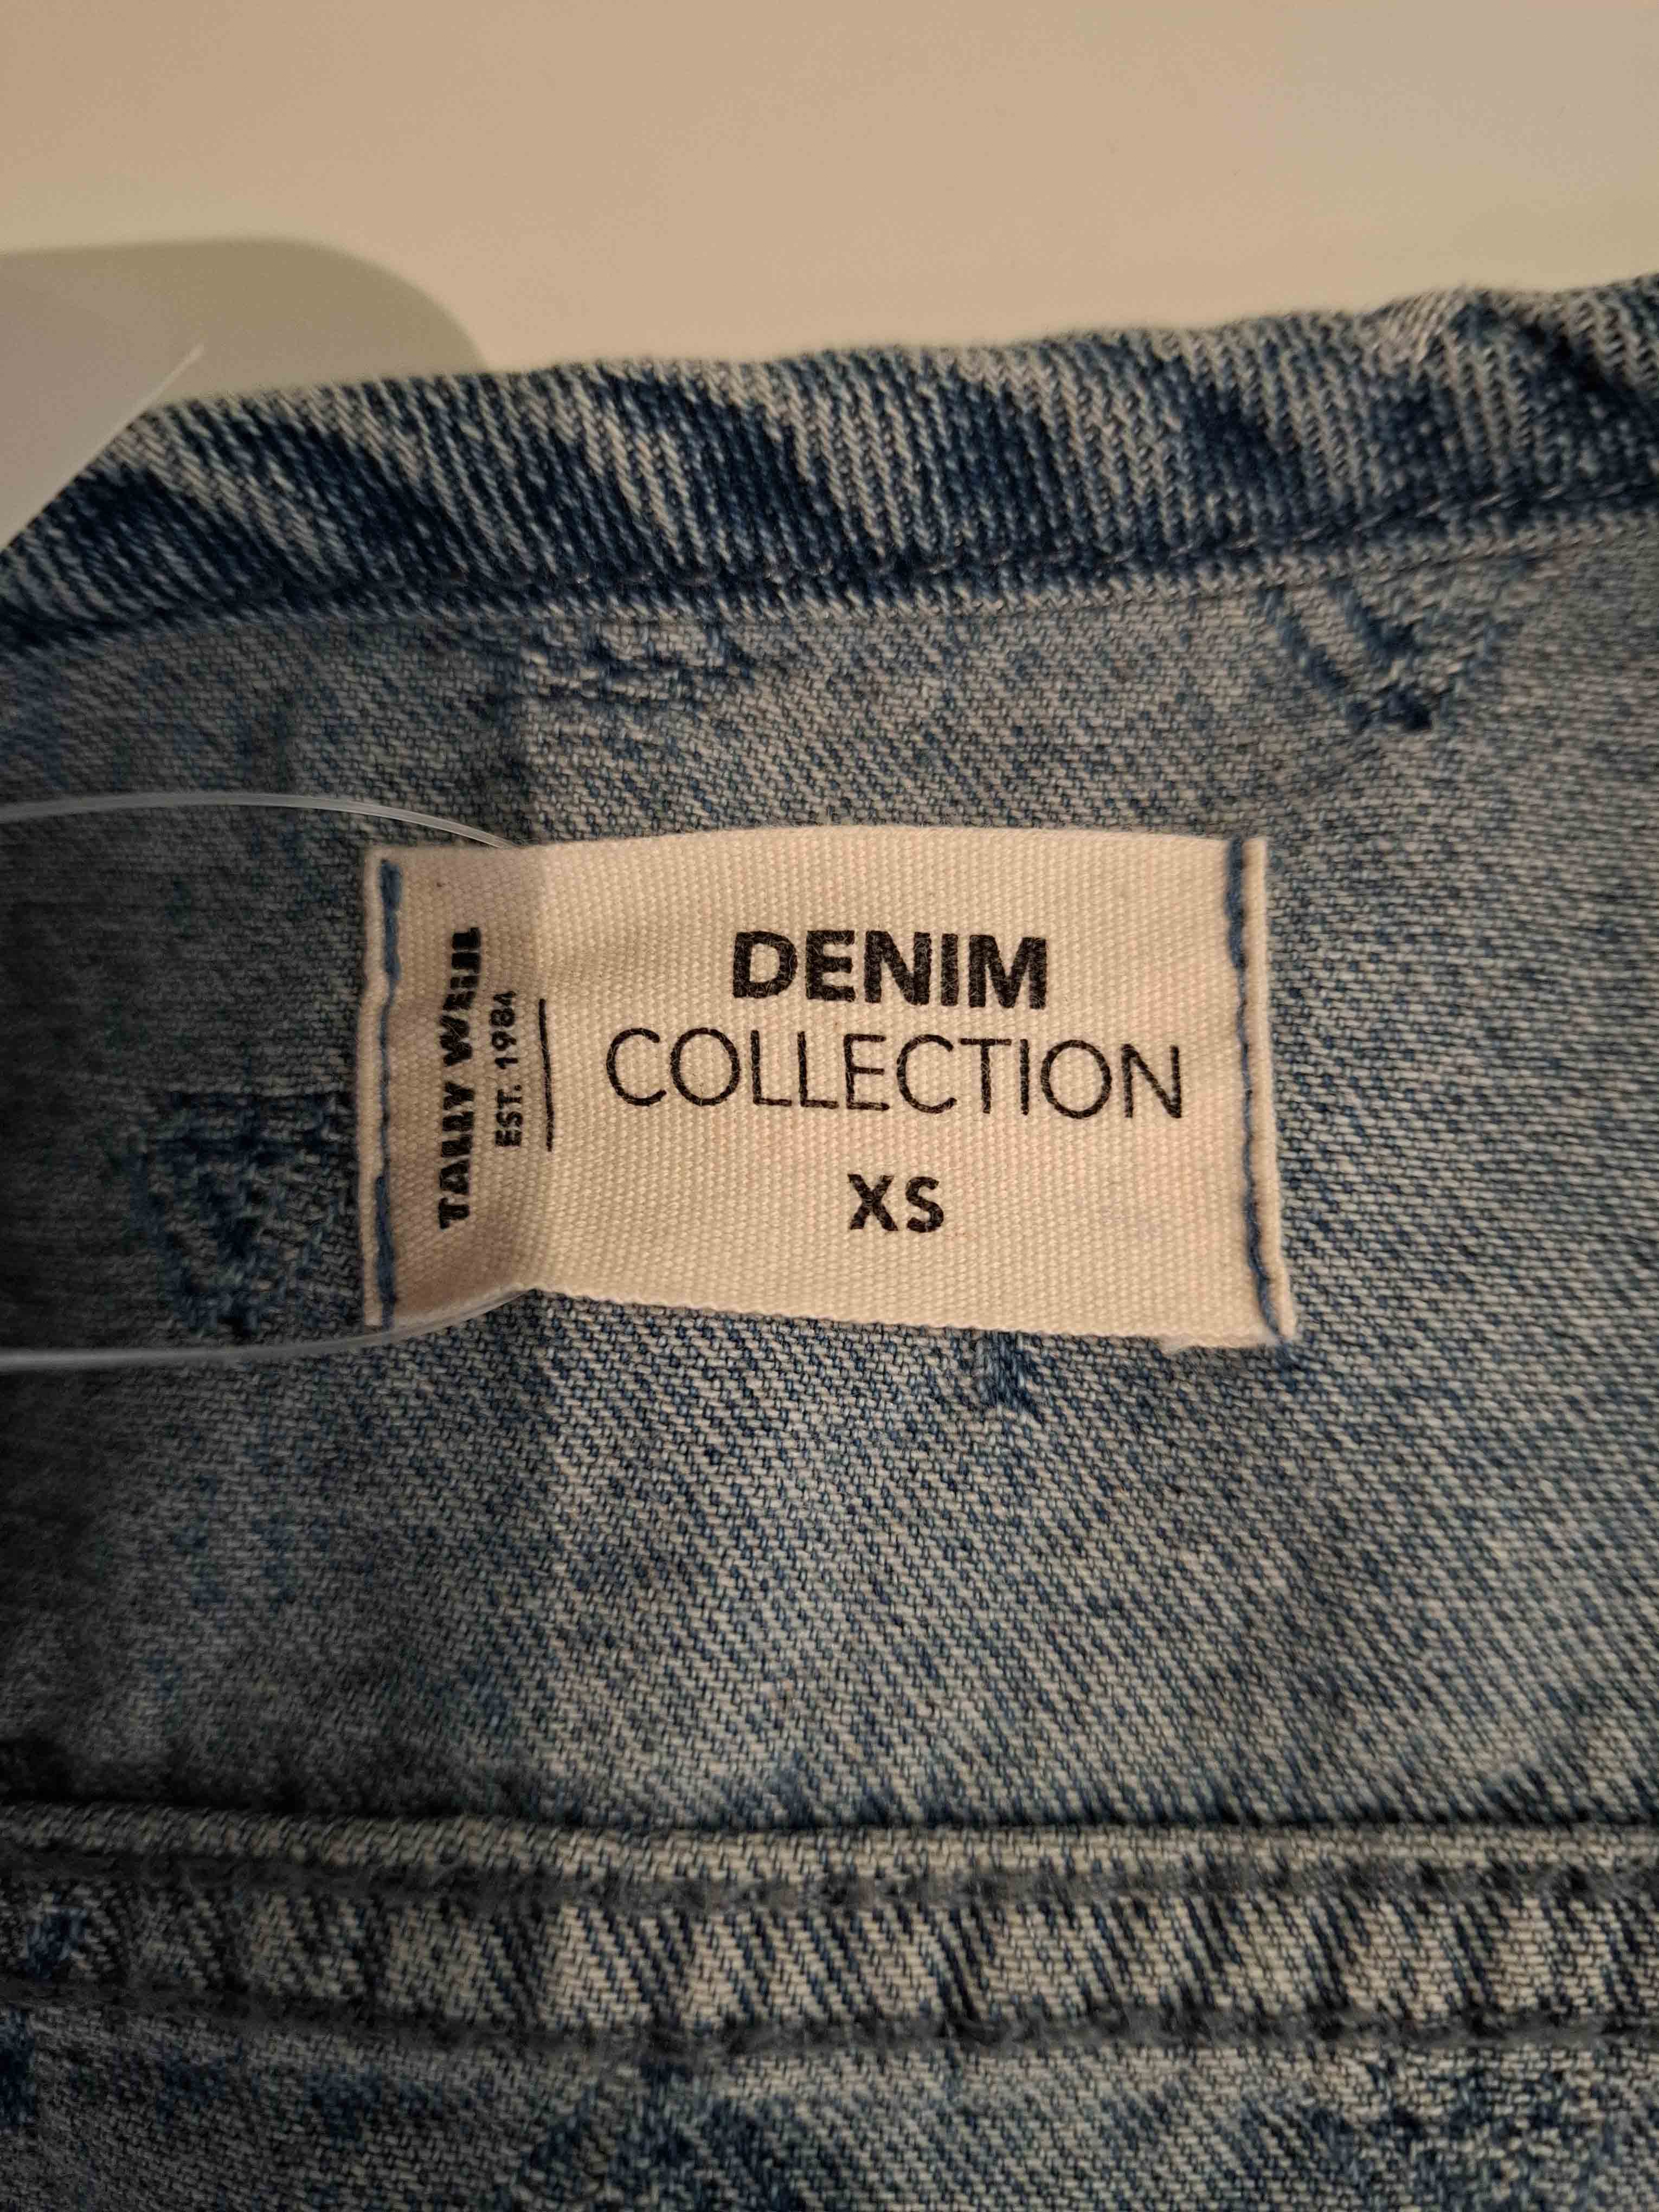 TALLY WEiJL
EST. 1984
DENIM
COLLECTION
XS